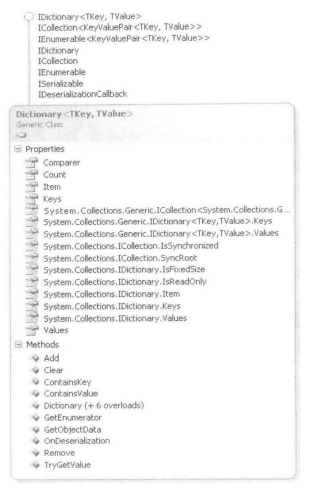 IDictionary<TKey, TValue>
ICollection<KeyValuePair<TKey, TValue>>
IEnumerable<KeyValuePair<TKey, TValue>>
IDictionary
ICollection
IEnumerable
ISerializable
IDeserializationCallback
Dictionary<TKey, TValue>
Generic Class
Properties
Comparer
Count
Item
Keys
System.Collections.Generic.ICollection<System.Collections.G...
System.Collections.Generic.IDictionary<TKey,TValue>.Keys
System.Collections.Generic.IDictionary<TKey,TValue>.Values
System.Collections.ICollection.IsSynchronized
System.Collections.ICollection.SyncRoot
System.Collections.IDictionary.IsFixedSize
System.Collections.IDictionary.IsReadOnly
System.Collections.IDictionary.Item
System.Collections.IDictionary.Keys
System.Collections.IDictionary.Values
Values
Methods
Add
Clear
ContainsKey
ContainsValue
Dictionary (+ 6 overloads)
GetEnumerator
GetObjectData
OnDeserialization
Remove
TryGetValue